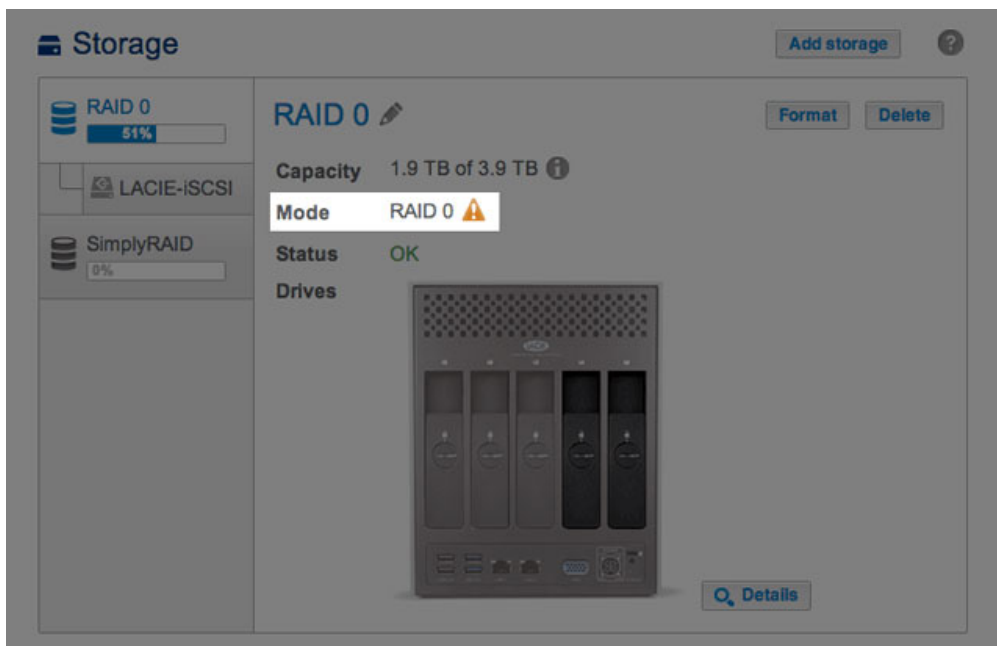 Storage
Add storage
?
RAID 0
51%
LACIE-iSCSI
SimplyRAID
0%
RAID 0
Format
Delete
Capacity 1.9 TB of 3.9 TB
Mode RAID 0
Status OK
Drives
LACIE
Details